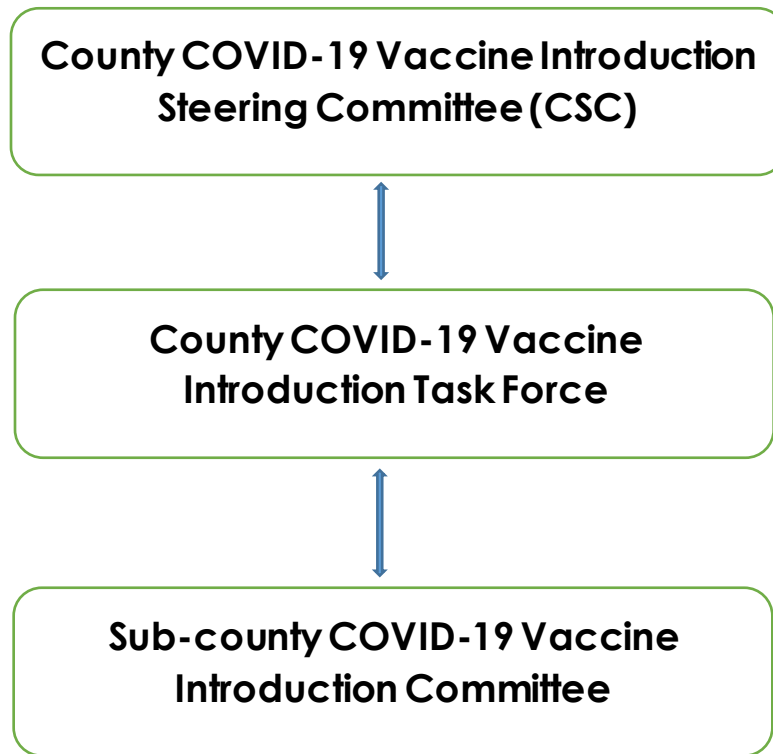 County COVID-19 Vaccine Introduction
Steering Committee (CSC)
County COVID-19 Vaccine
Introduction Task Force
Sub-county COVID-19 Vaccine
Introduction Committee